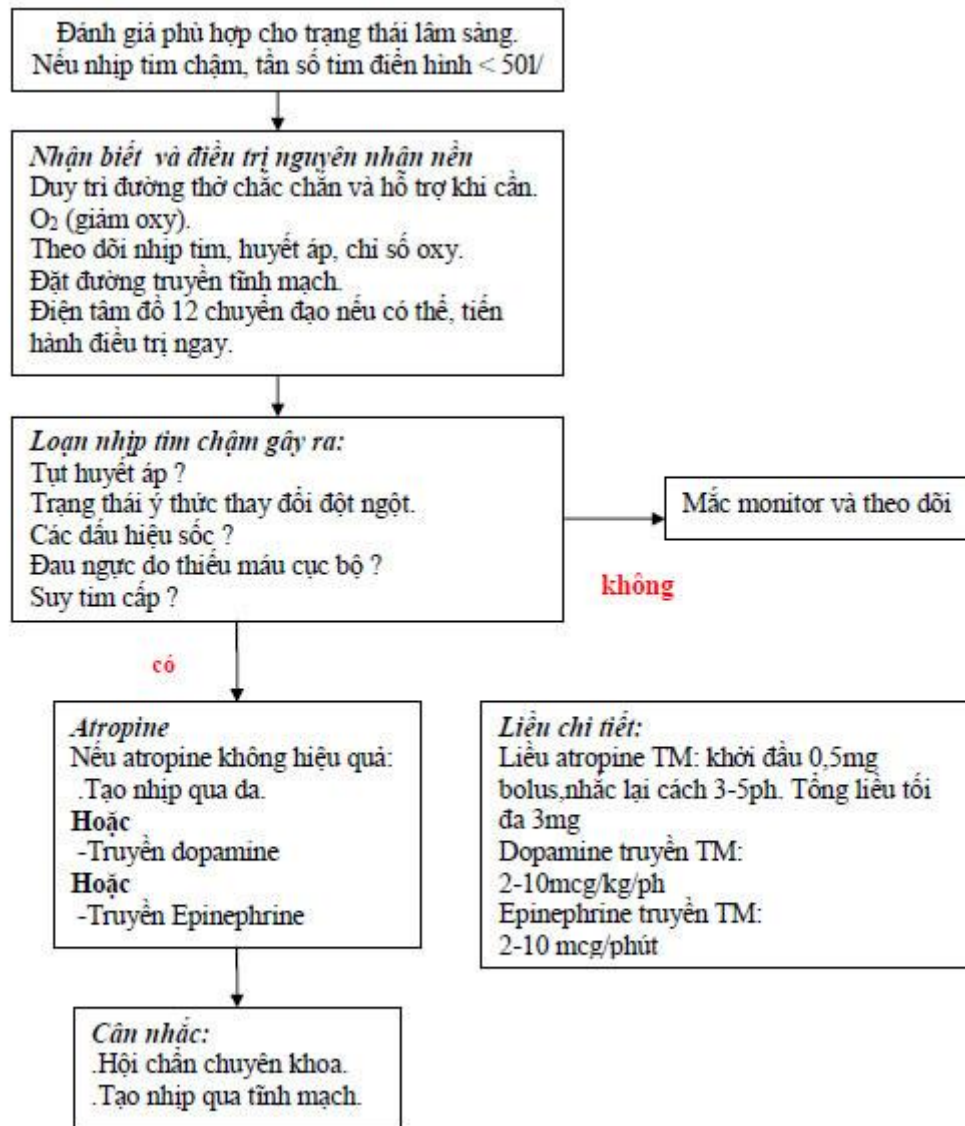 Đánh giá phù hợp cho trạng thái lâm sàng.
Nếu nhịp tim chậm, tần số tim điển hình < 50l/
Nhận biết và điều trị nguyên nhân nền
Duy trì đường thở chắc chắn và hỗ trợ khi cần.
O₂ (giảm oxy).
Theo dõi nhịp tim, huyết áp, chỉ số oxy.
Đặt đường truyền tĩnh mạch.
Điện tâm đồ 12 chuyển đạo nếu có thể, tiến
hành điều trị ngay.
Loạn nhịp tim chậm gây ra:
Tụt huyết áp ?
Trạng thái ý thức thay đổi đột ngột.
Các dấu hiệu sốc ?
Đau ngực do thiếu máu cục bộ ?
Suy tim cấp ?
Mắc monitor và theo dõi
không
có
Atropine
Nếu atropine không hiệu quả:
.Tạo nhịp qua da.
Hoặc
-Truyền dopamine
Hoặc
-Truyền Epinephrine
Liều chi tiết:
Liều atropine TM: khởi đầu 0,5mg
bolus,nhắc lại cách 3-5ph. Tổng liều tối
đa 3mg
Dopamine truyền TM:
2-10mcg/kg/ph
Epinephrine truyền TM:
2-10 mcg/phút
Cân nhắc:
.Hội chẩn chuyên khoa.
.Tạo nhịp qua tĩnh mạch.